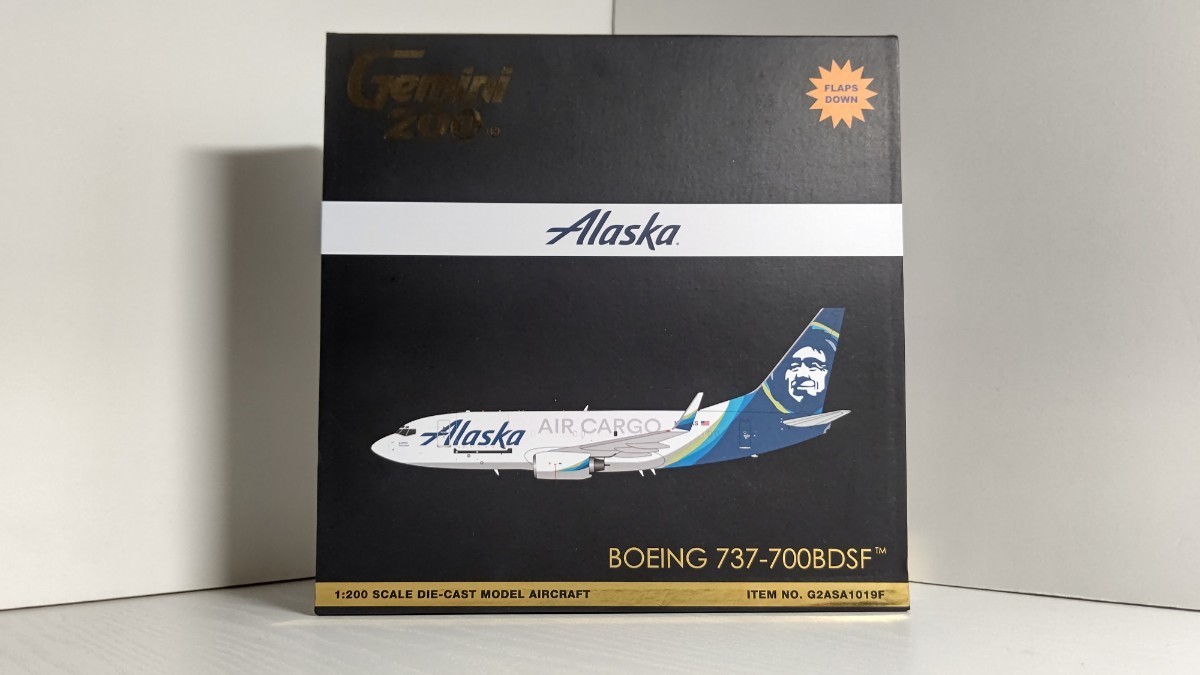 Gemini
200
FLAPS
DOWN
Alaska
Alaska
AIR CARGO
BOEING 737-700BDSF™
1:200 SCALE DIE-CAST MODEL AIRCRAFT
ITEM NO. G2ASA1019F